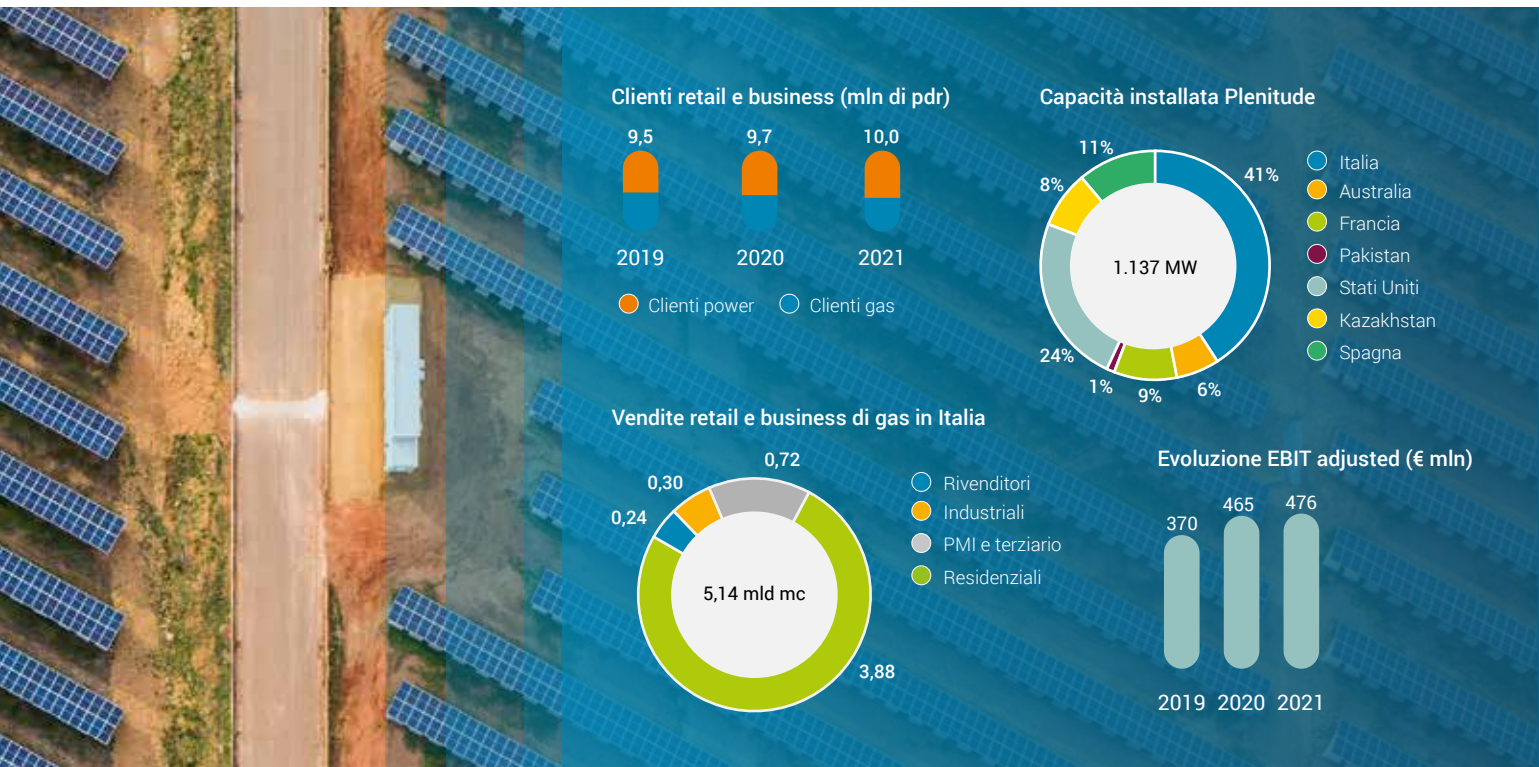 Clienti retail e business (mln di pdr)
9,5
9,7
10,0
2019
2020
2021
Clienti power
Clienti gas
Capacità installata Plenitude
11%
41%
8%
1.137 MW
24%
1%
9%
6%
Italia
Australia
Francia
Pakistan
Stati Uniti
Kazakhstan
Spagna
Vendite retail e business di gas in Italia
0,72
0,30
0,24
5,14 mld mc
3,88
Rivenditori
Industriali
PMI e terziario
Residenziali
Evoluzione EBIT adjusted (€ mln)
370
465
476
2019
2020
2021